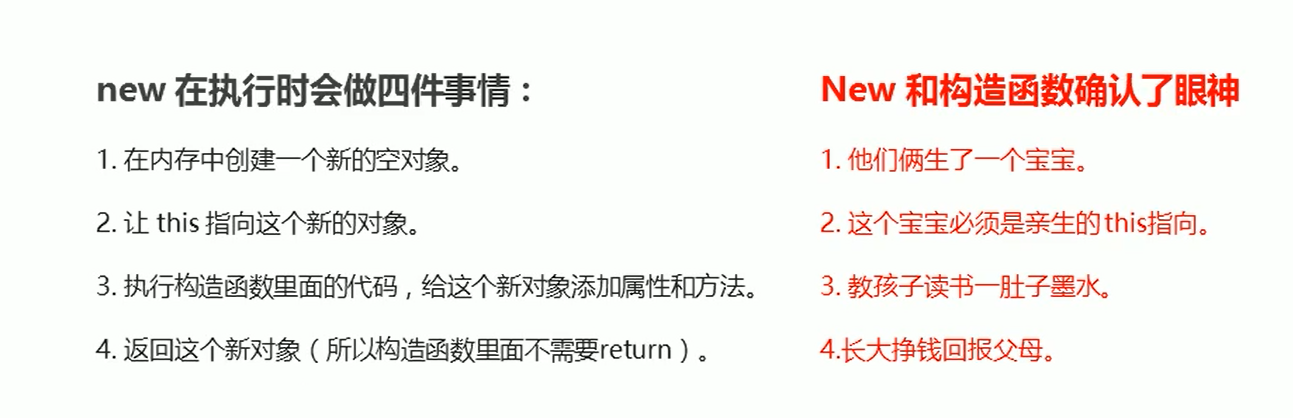 new 在执行时会做四件事情：
1. 在内存中创建一个新的空对象。
2. 让 this 指向这个新的对象。
3. 执行构造函数里面的代码，给这个新对象添加属性和方法。
4. 返回这个新对象（所以构造函数里面不需要return）。
New 和构造函数确认了眼神
1. 他们俩生了一个宝宝。
2. 这个宝宝必须是亲生的this指向。
3. 教孩子读书一肚子墨水。
4.长大挣钱回报父母。